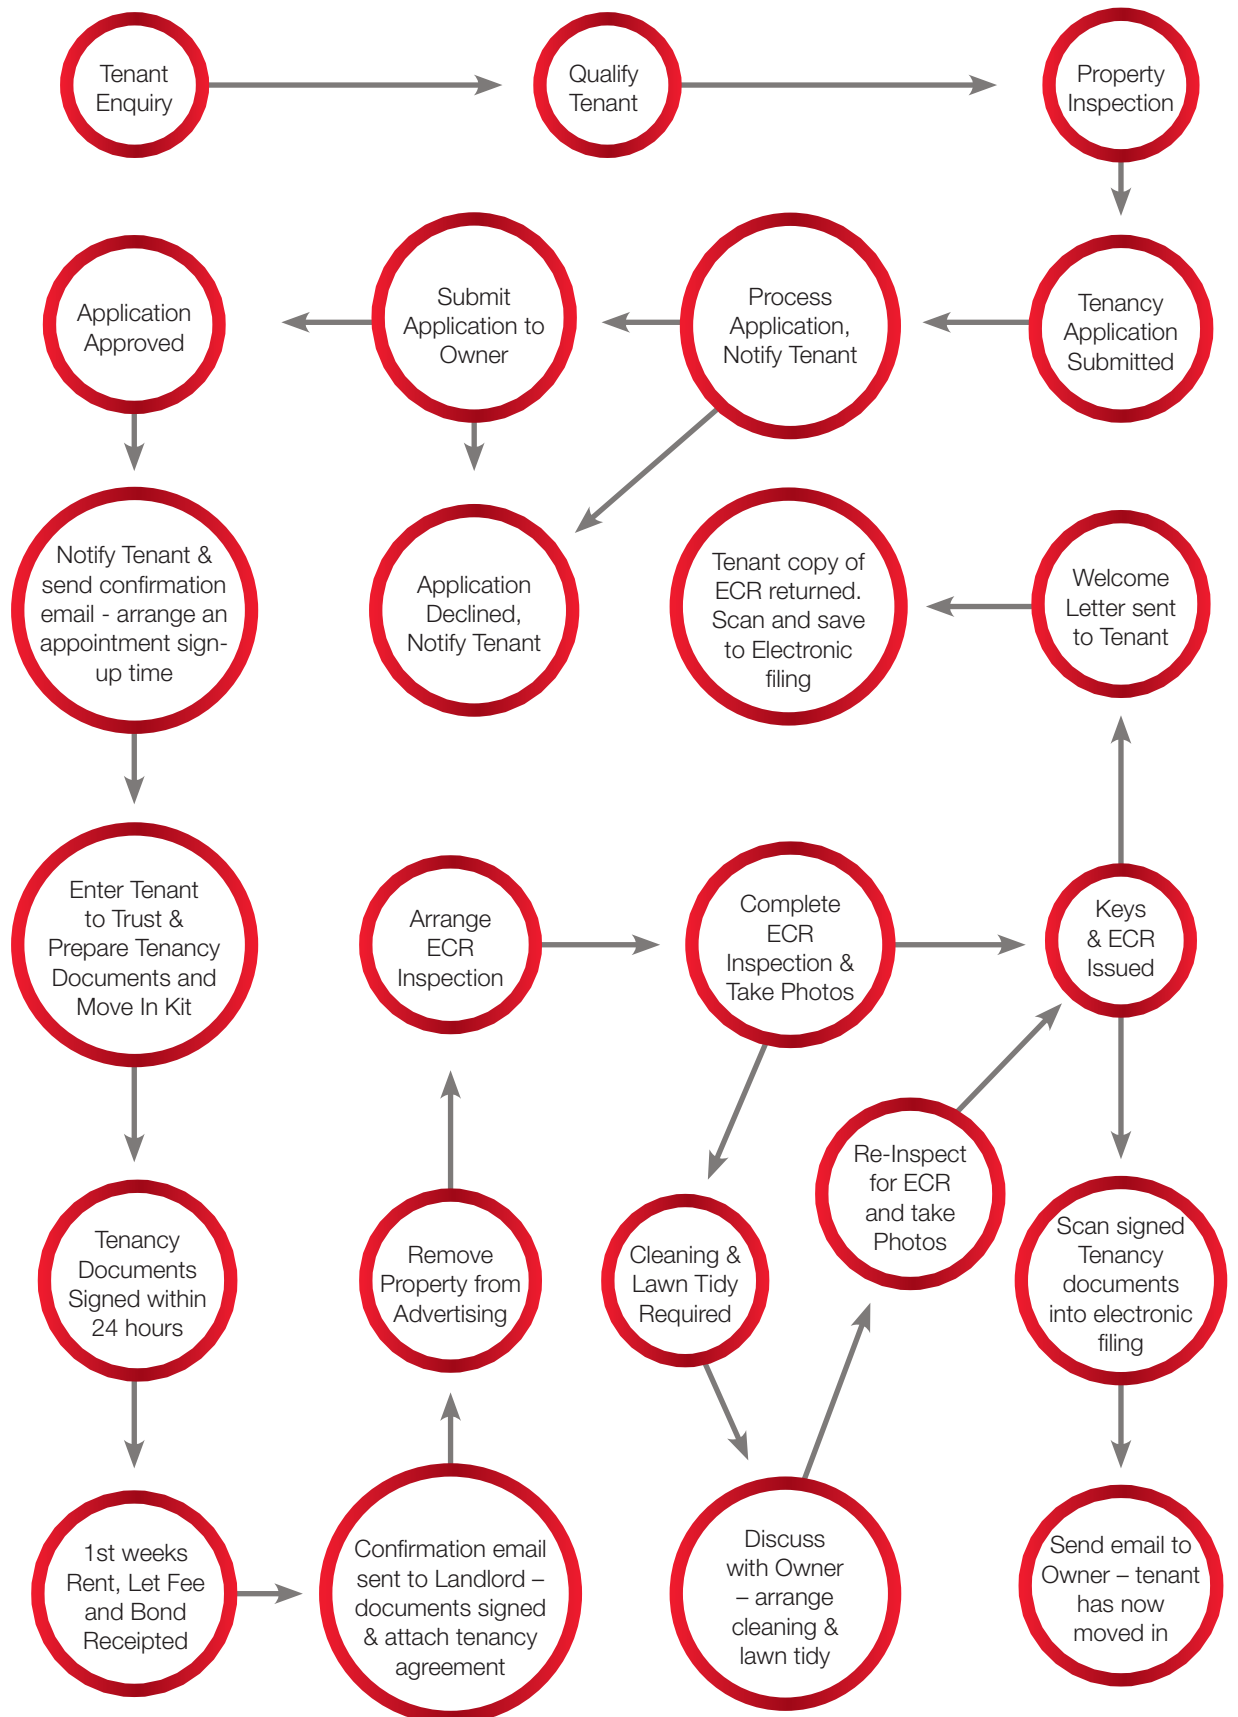 Tenant
Enquiry
Qualify
Tenant
Property
Inspection
Application
Approved
Submit
Application to
Owner
Process
Application,
Notify Tenant
Tenancy
Application
Submitted
Notify Tenant &
send confirmation
email - arrange an
appointment sign-
up time
Application
Declined,
Notify Tenant
Tenant copy of
ECR returned.
Scan and save
to Electronic
filing
Welcome
Letter sent
to Tenant
Enter Tenant
to Trust &
Prepare Tenancy
Documents and
Move In Kit
Arrange
ECR
Inspection
Complete
ECR
Inspection &
Take Photos
Keys
& ECR
Issued
Re-Inspect
for ECR
and take
Photos
Tenancy
Documents
Signed within
24 hours
Remove
Property from
Advertising
Cleaning &
Lawn Tidy
Required
Scan signed
Tenancy
documents
into electronic
filing
1st weeks
Rent, Let Fee
and Bond
Receipted
Confirmation email
sent to Landlord –
documents signed
& attach tenancy
agreement
Discuss
with Owner
– arrange
cleaning &
lawn tidy
Send email to
Owner – tenant
has now
moved in